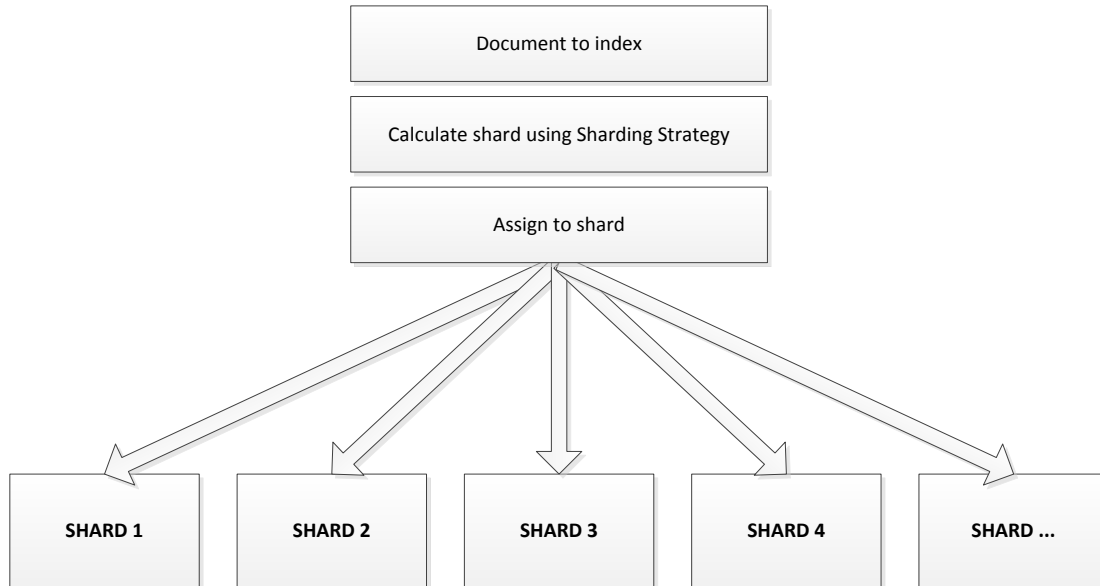 Document to index
Calculate shard using Sharding Strategy
Assign to shard
SHARD 1
SHARD 2
SHARD 3
SHARD 4
SHARD ...